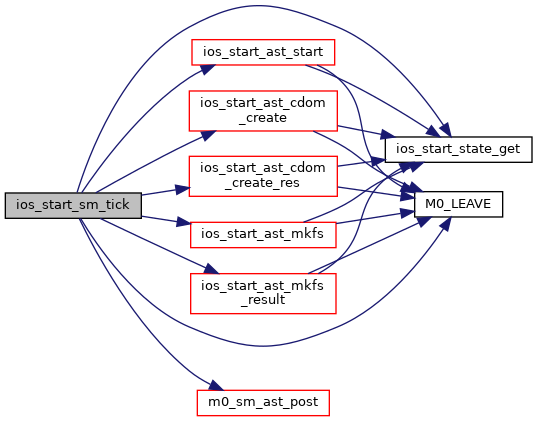 ios_start_sm_tick
ios_start_ast_start
ios_start_ast_cdom
_create
ios_start_ast_cdom
_create_res
ios_start_ast_mkfs
ios_start_ast_mkfs
_result
m0_sm_ast_post
ios_start_state_get
M0_LEAVE